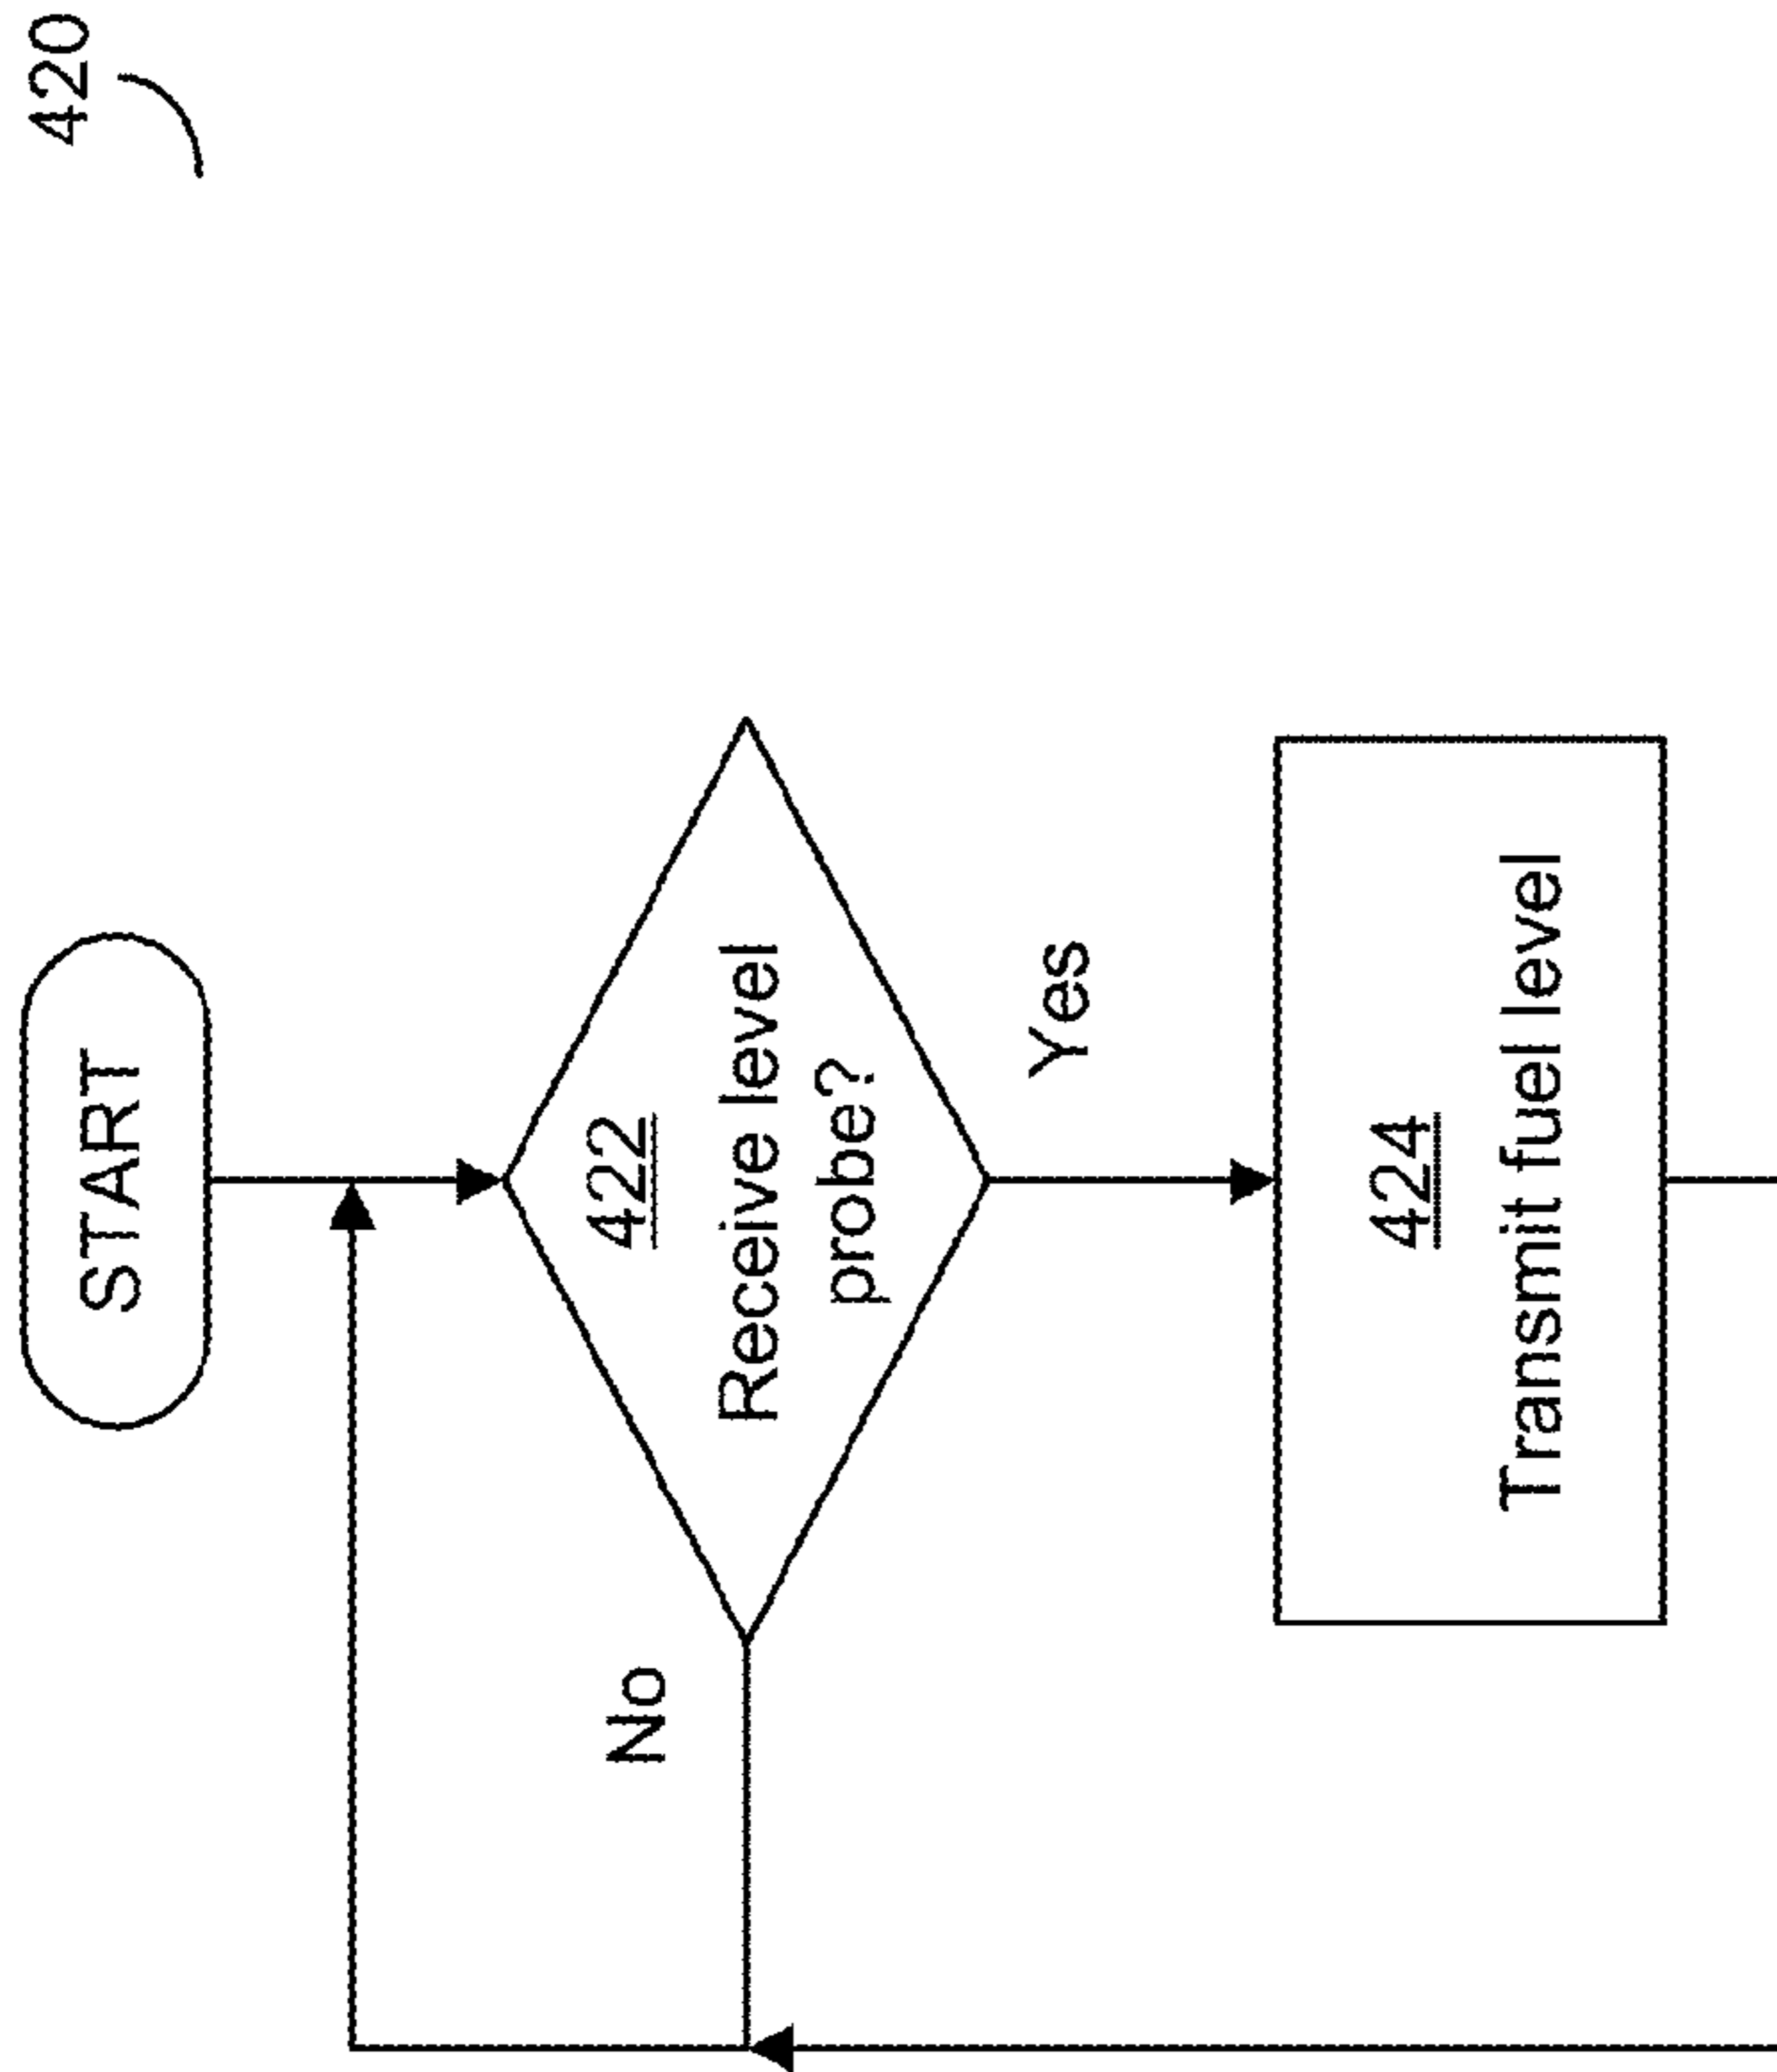 420
START
422
Receive level
probe?
No
Yes
424
Transmit fuel level